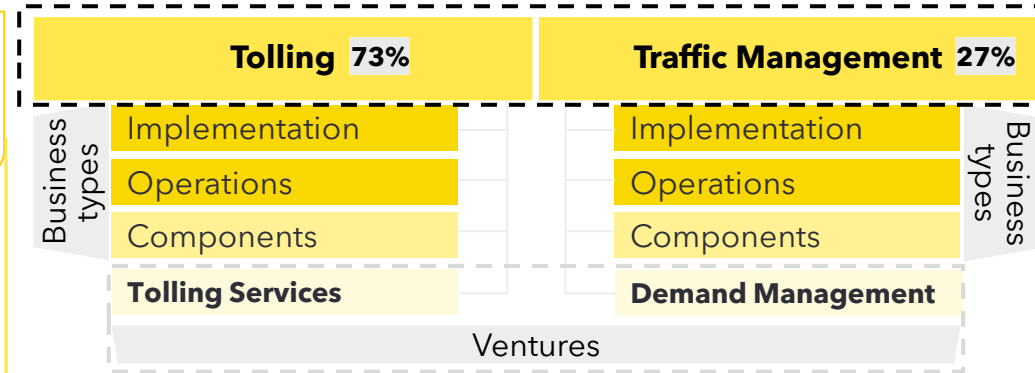 Tolling 73%
Traffic Management 27%
Business
types
Implementation
Operations
Components
Tolling Services
Implementation
Operations
Components
Demand Management
Business
types
Ventures